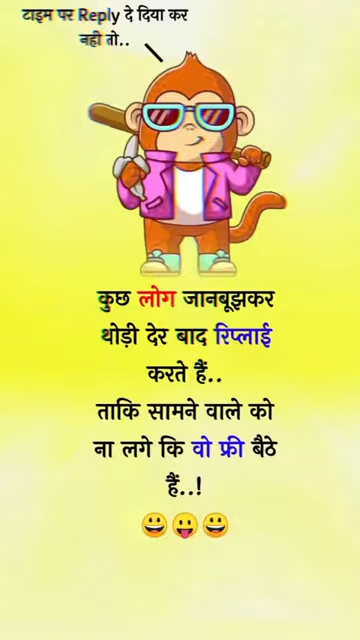 टाइम पर Reply दे दिया कर
नही तो..
कुछ लोग जानबूझकर
थोड़ी देर बाद रिप्लाई
करते हैं..
ताकि सामने वाले को
ना लगे कि वो फ्री बैठे
हैं..!
😃😛😃